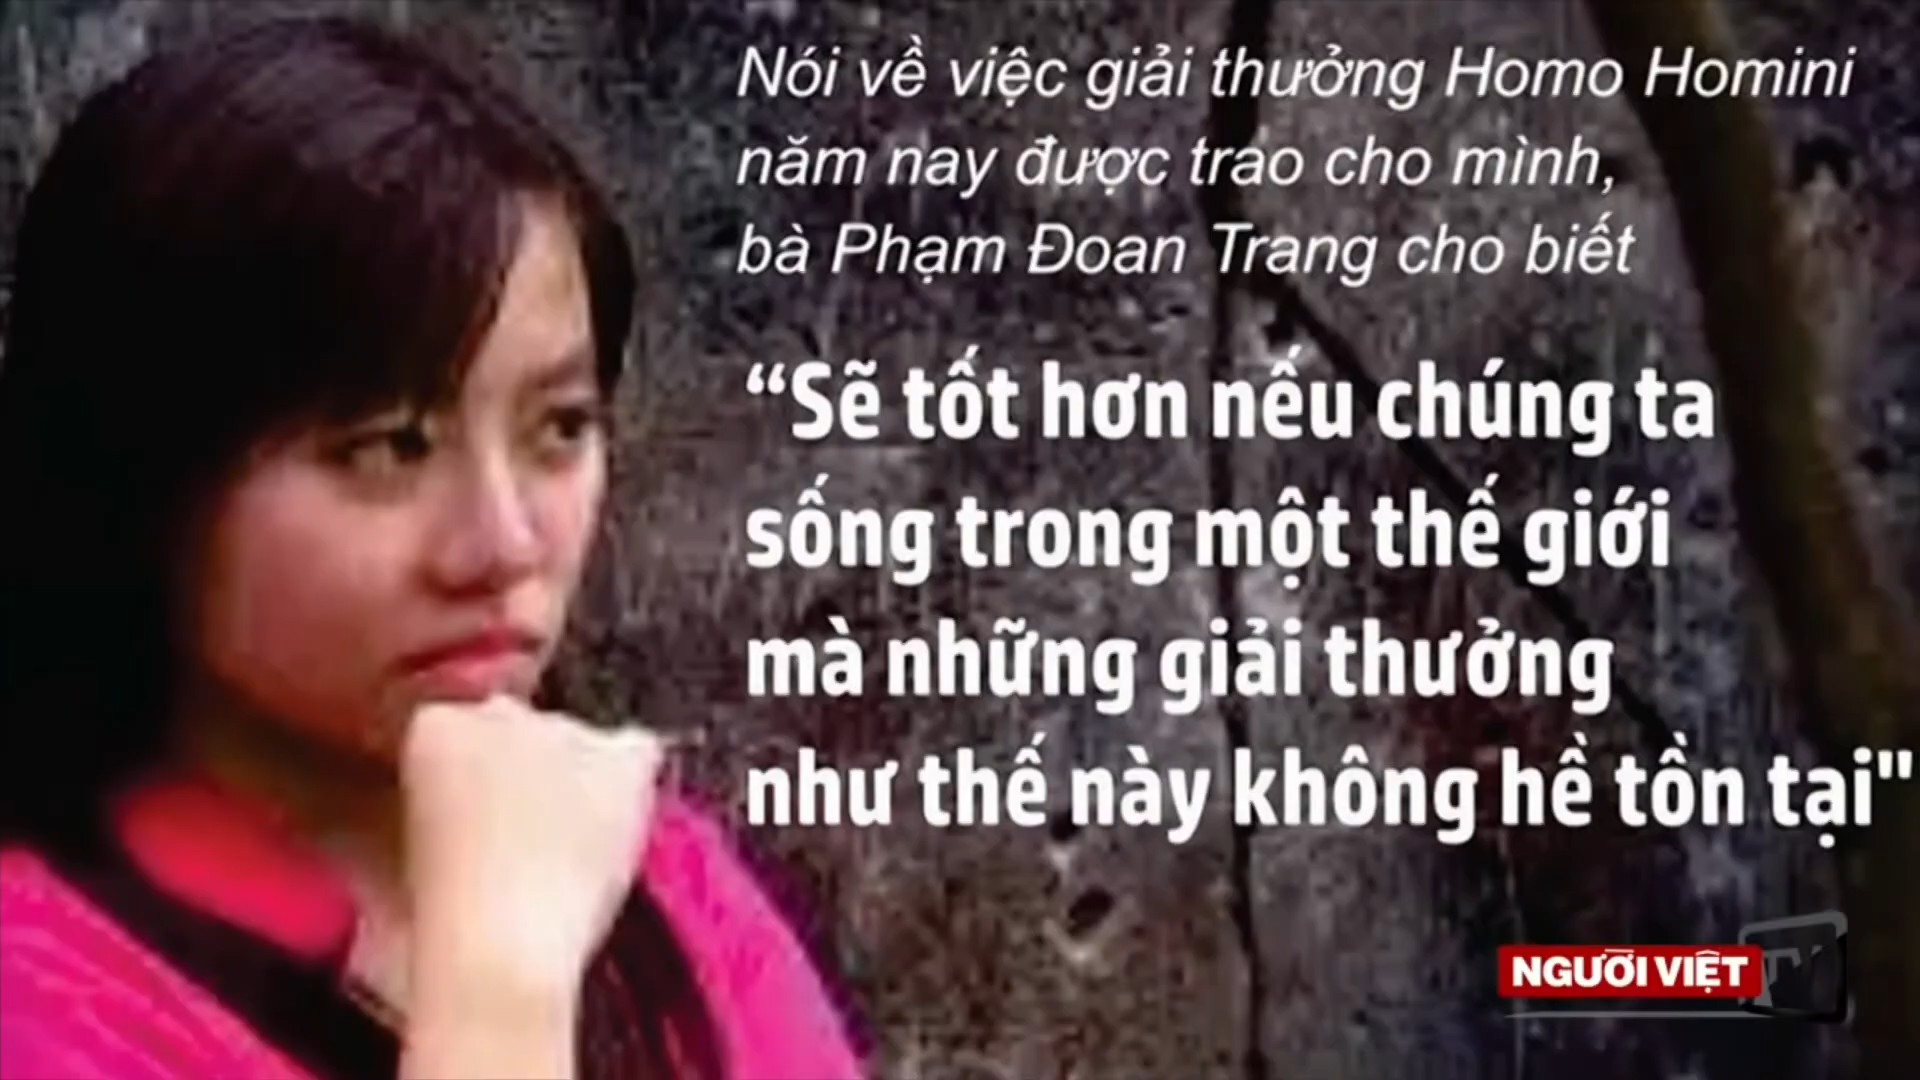 Nói về việc giải thưởng Homo Homini
năm nay được trao cho mình,
bà Phạm Đoan Trang cho biết
“Sẽ tốt hơn nếu chúng ta
sống trong một thế giới
mà những giải thưởng
như thế này không hề tồn tại"
NGƯỜI VIỆT TV